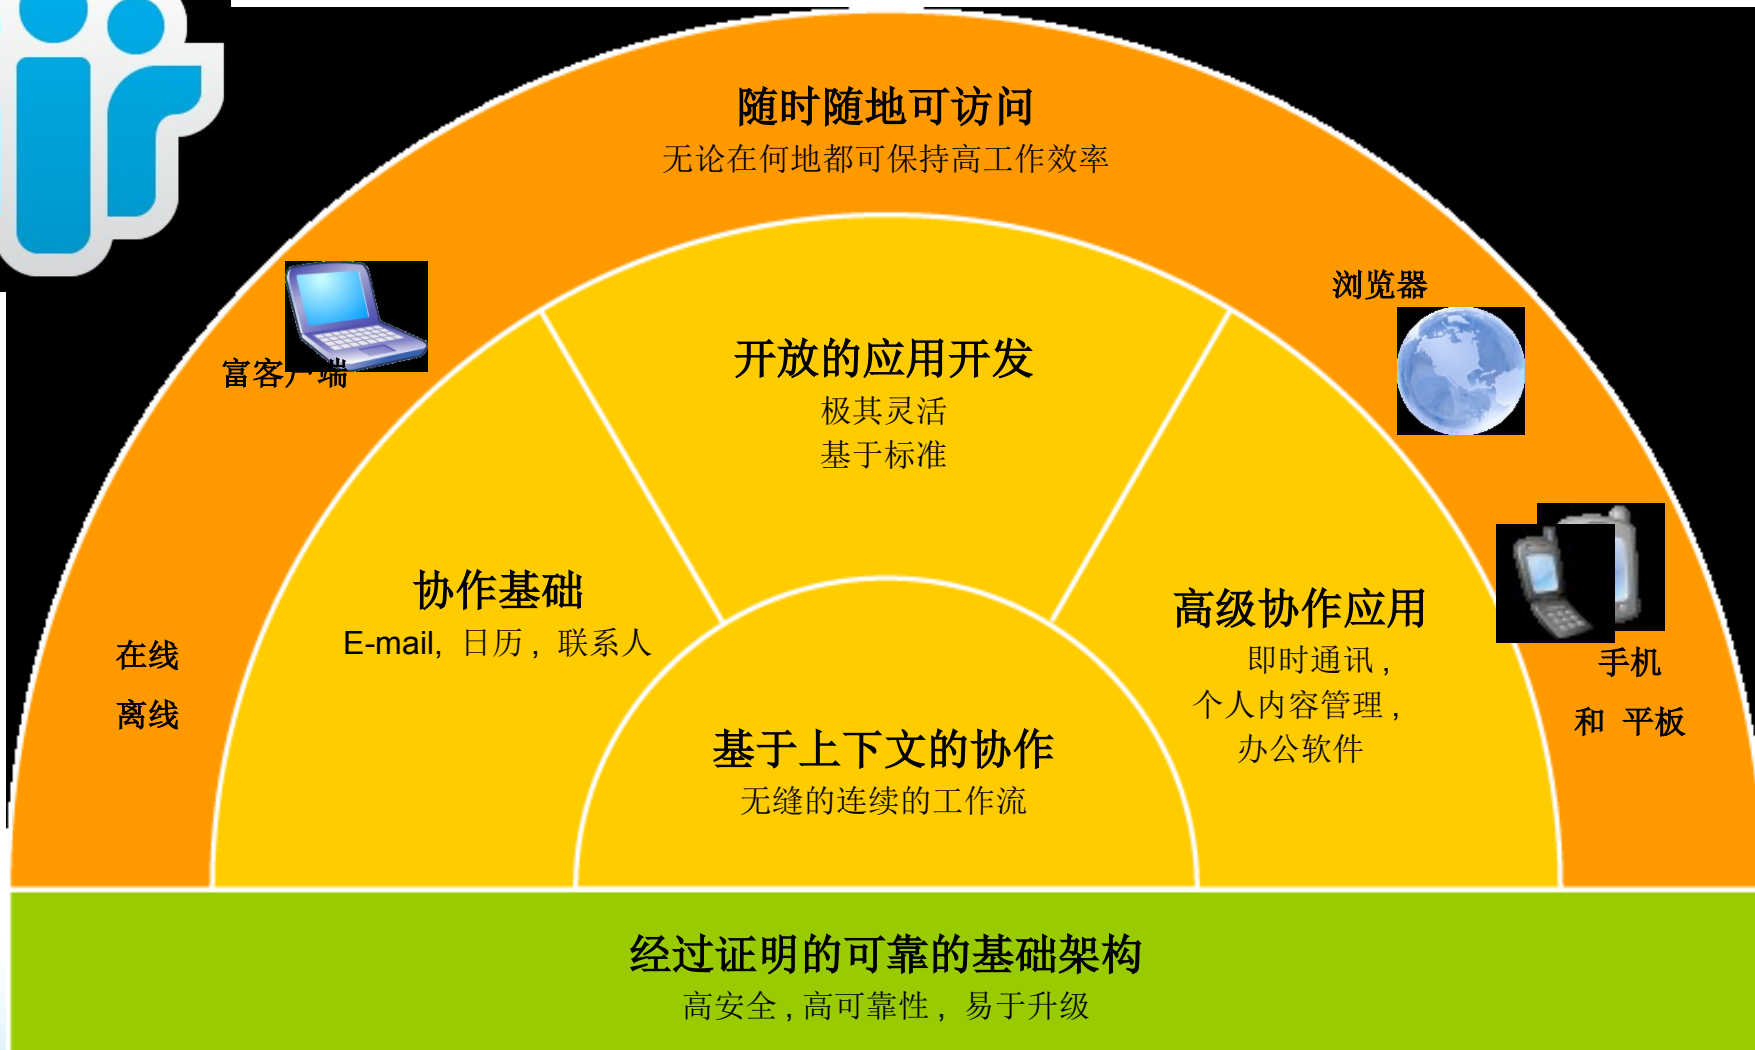 随时随地可访问
无论在何地都可保持高工作效率
浏览器
富客户端
开放的应用开发
极其灵活
基于标准
协作基础
E-mail, 日历, 联系人
高级协作应用
即时通讯,
个人内容管理,
办公软件
在线
离线
手机
和 平板
基于上下文的协作
无缝的连续的工作流
经过证明的可靠的基础架构
高安全, 高可靠性, 易于升级